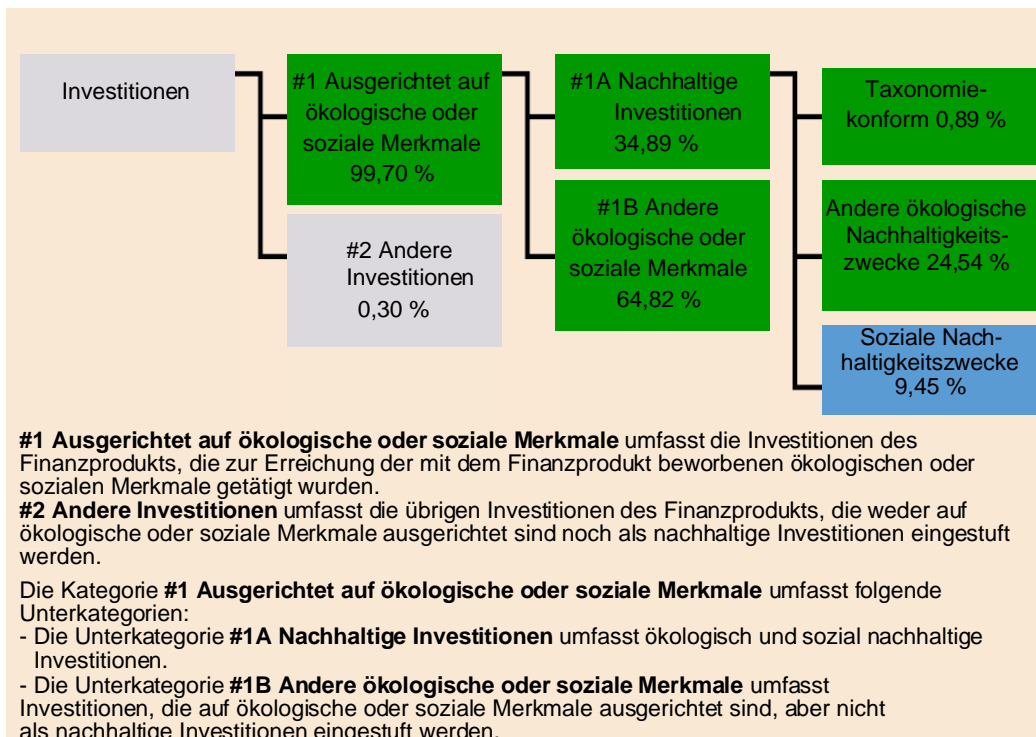 Investitionen
#1 Ausgerichtet auf
ökologische oder
soziale Merkmale
99,70 %
#2 Andere
Investitionen
0,30 %
#1A Nachhaltige
Investitionen
34,89 %
#1B Andere
ökologische oder
soziale Merkmale
64,82 %
Taxonomie-
konform 0,89 %
Andere ökologische
Nachhaltigkeits-
zwecke 24,54 %
Soziale Nach-
haltigkeitszwecke
9,45 %
#1 Ausgerichtet auf ökologische oder soziale Merkmale umfasst die Investitionen des
Finanzprodukts, die zur Erreichung der mit dem Finanzprodukt beworbenen ökologischen oder
sozialen Merkmale getätigt wurden.
#2 Andere Investitionen umfasst die übrigen Investitionen des Finanzprodukts, die weder auf
ökologische oder soziale Merkmale ausgerichtet sind noch als nachhaltige Investitionen eingestuft
werden.
Die Kategorie #1 Ausgerichtet auf ökologische oder soziale Merkmale umfasst folgende
Unterkategorien:
- Die Unterkategorie #1A Nachhaltige Investitionen umfasst ökologisch und sozial nachhaltige
Investitionen.
- Die Unterkategorie #1B Andere ökologische oder soziale Merkmale umfasst
Investitionen, die auf ökologische oder soziale Merkmale ausgerichtet sind, aber nicht
als nachhaltige Investitionen eingestuft werden.